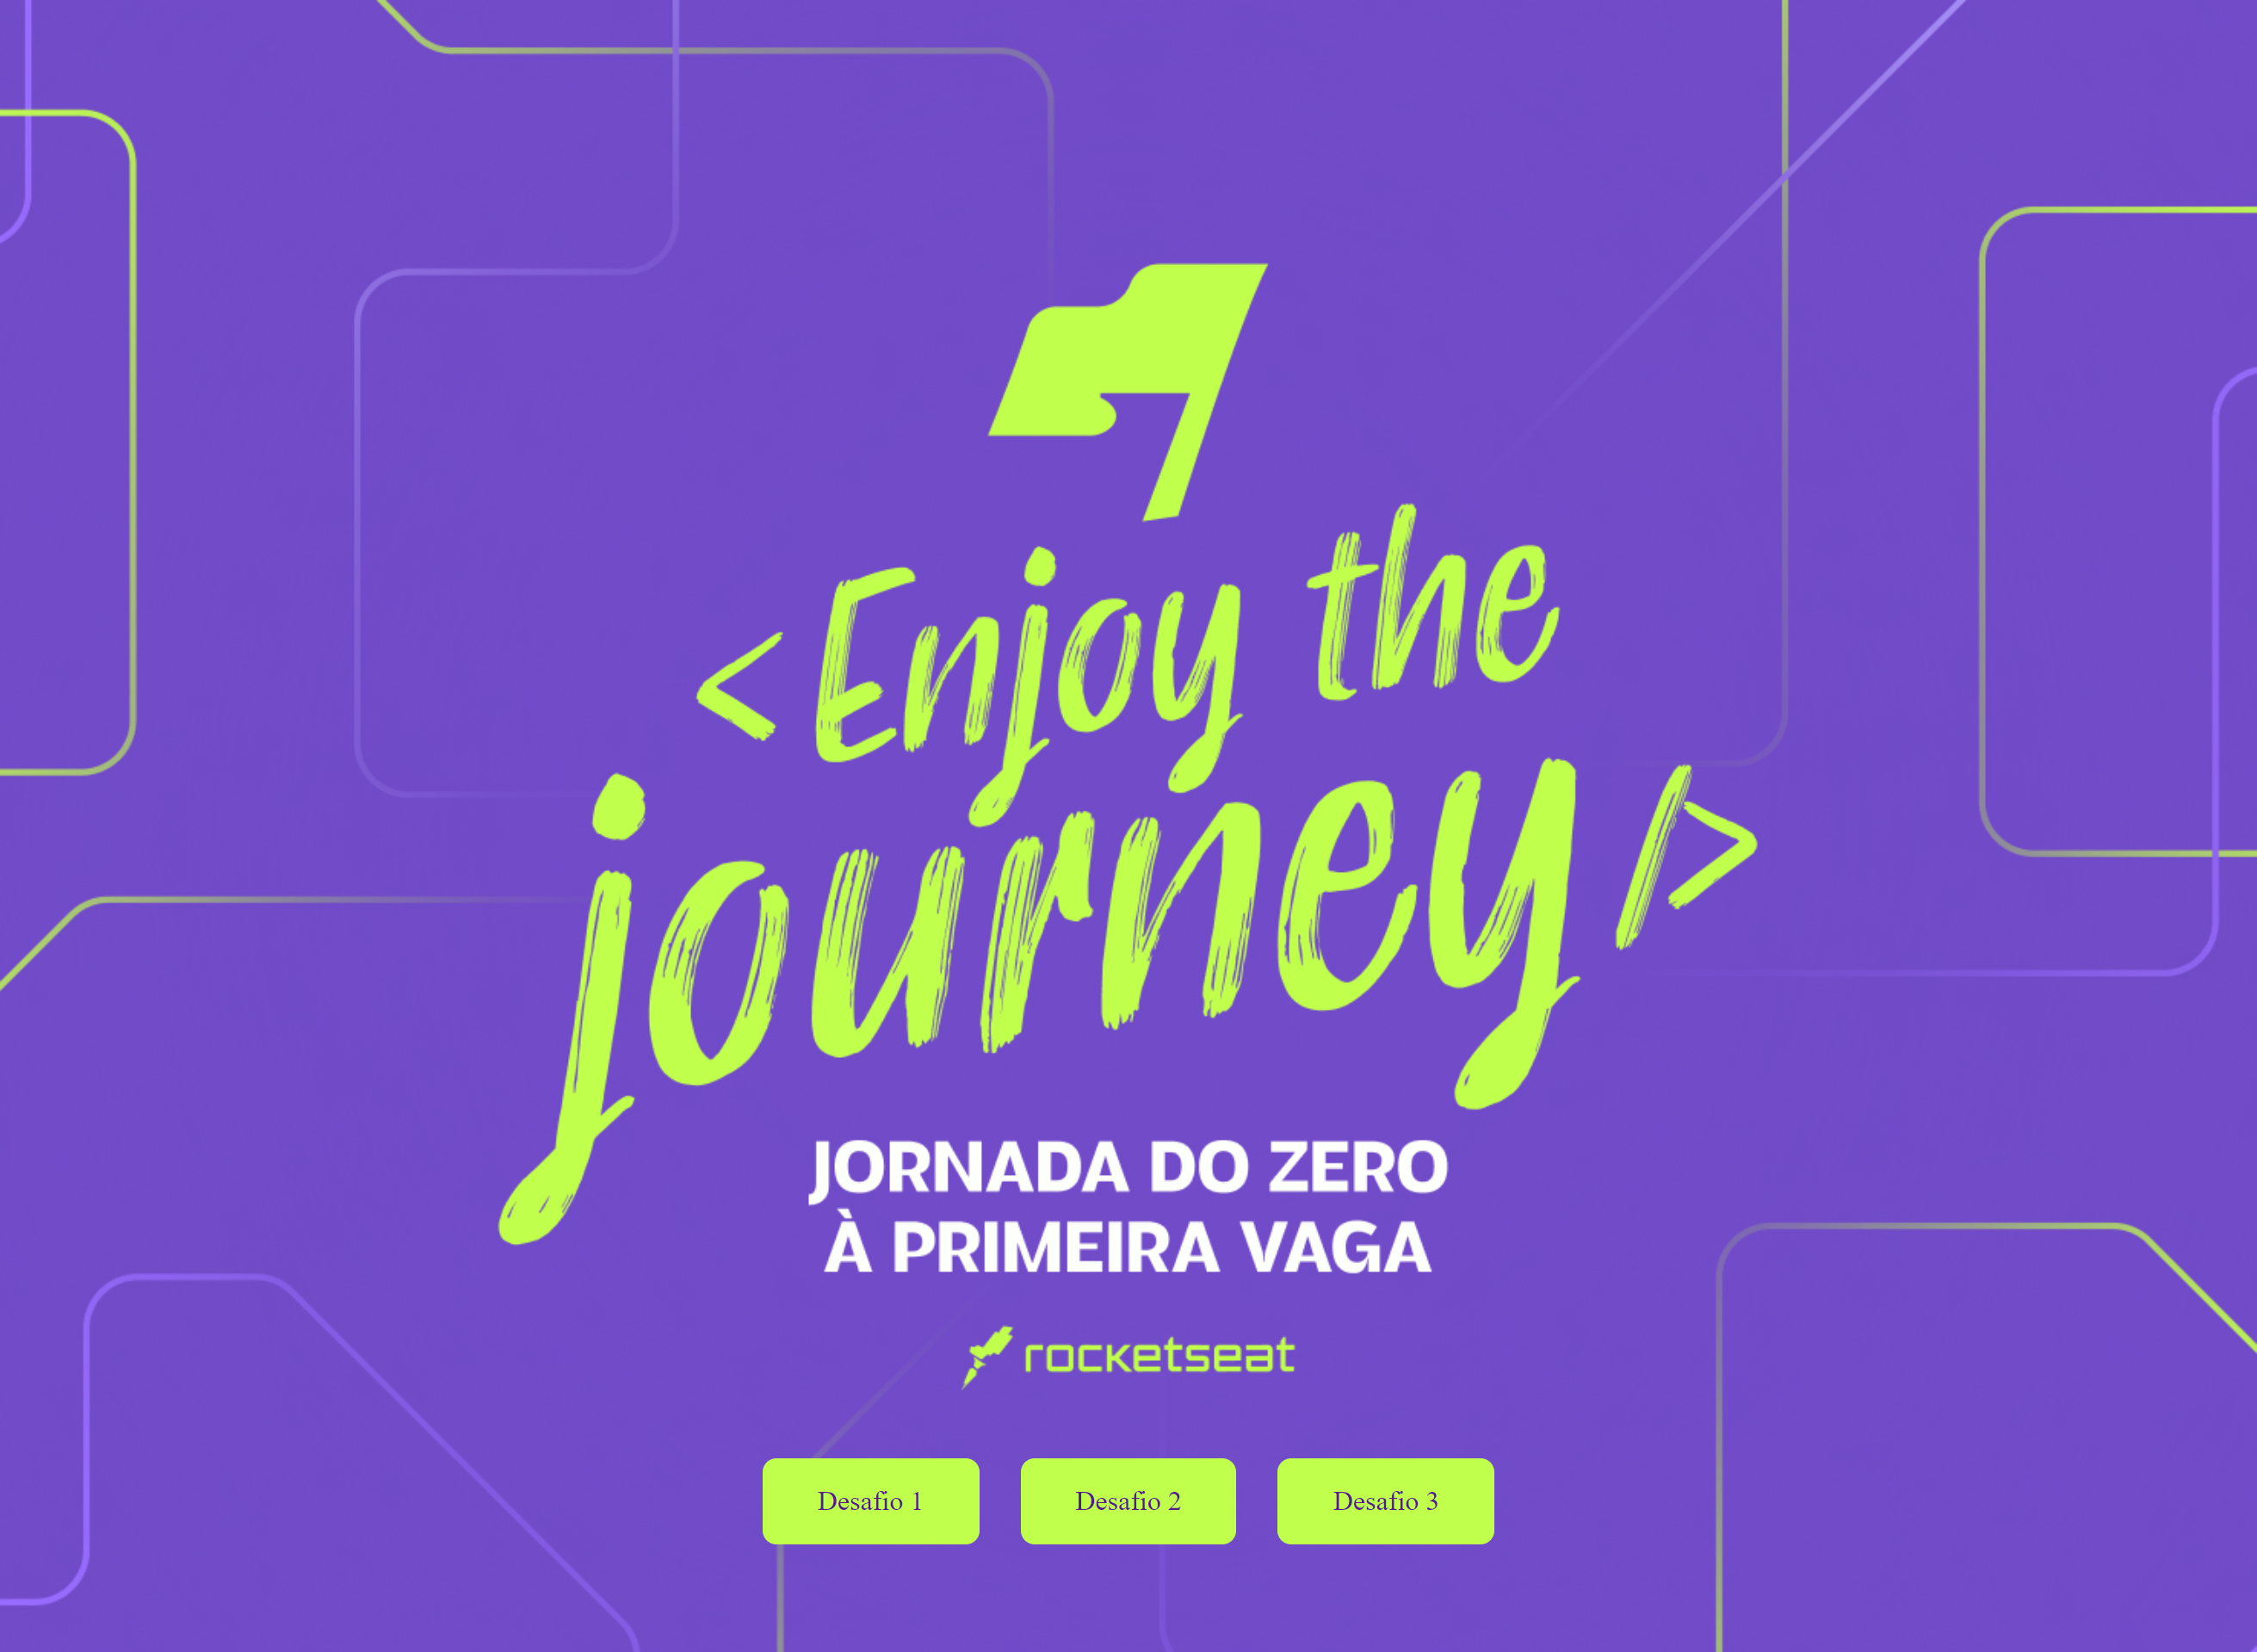 <Enjoy the
journey/>
JORNADA DO ZERO
À PRIMEIRA VAGA
rocketseat
Desafio 1
Desafio 2
Desafio 3